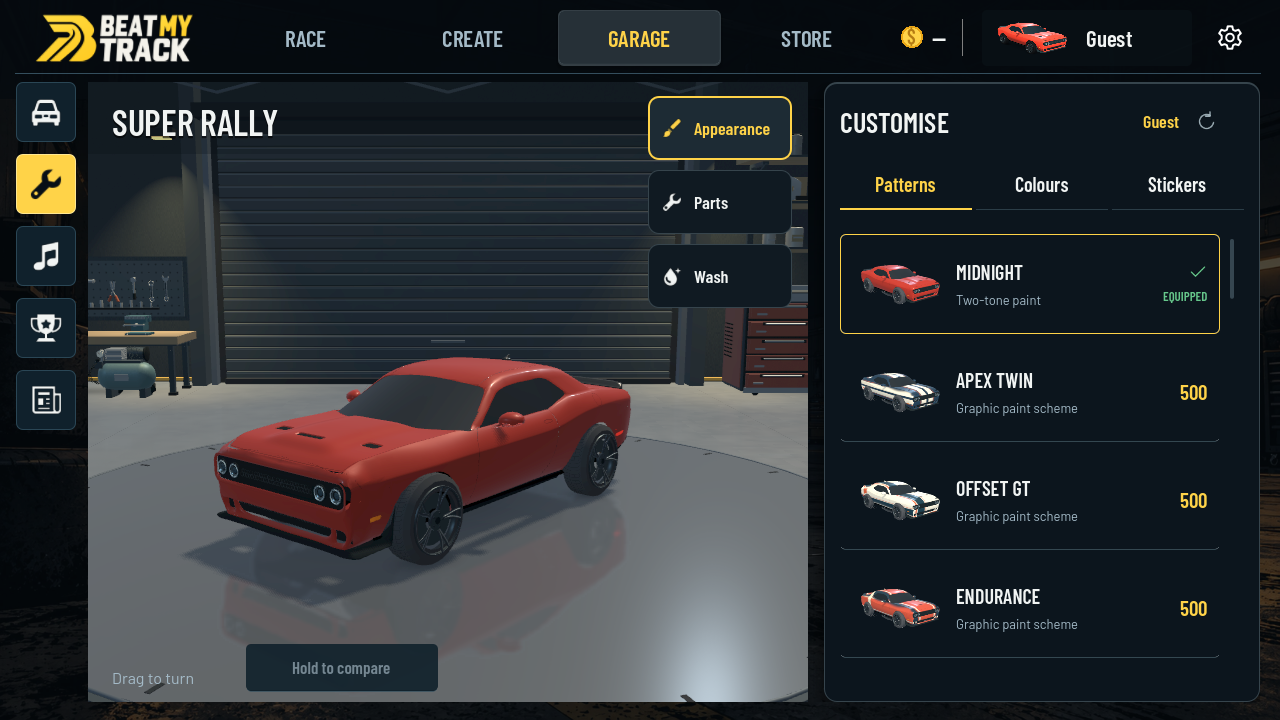 BEAT MY TRACK
RACE
CREATE
GARAGE
STORE
–
Guest
SUPER RALLY
Appearance
Parts
Wash
Drag to turn
Hold to compare
CUSTOMISE
Guest
Patterns
Colours
Stickers
MIDNIGHT
Two-tone paint
EQUIPPED
APEX TWIN
Graphic paint scheme
500
OFFSET GT
Graphic paint scheme
500
ENDURANCE
Graphic paint scheme
500